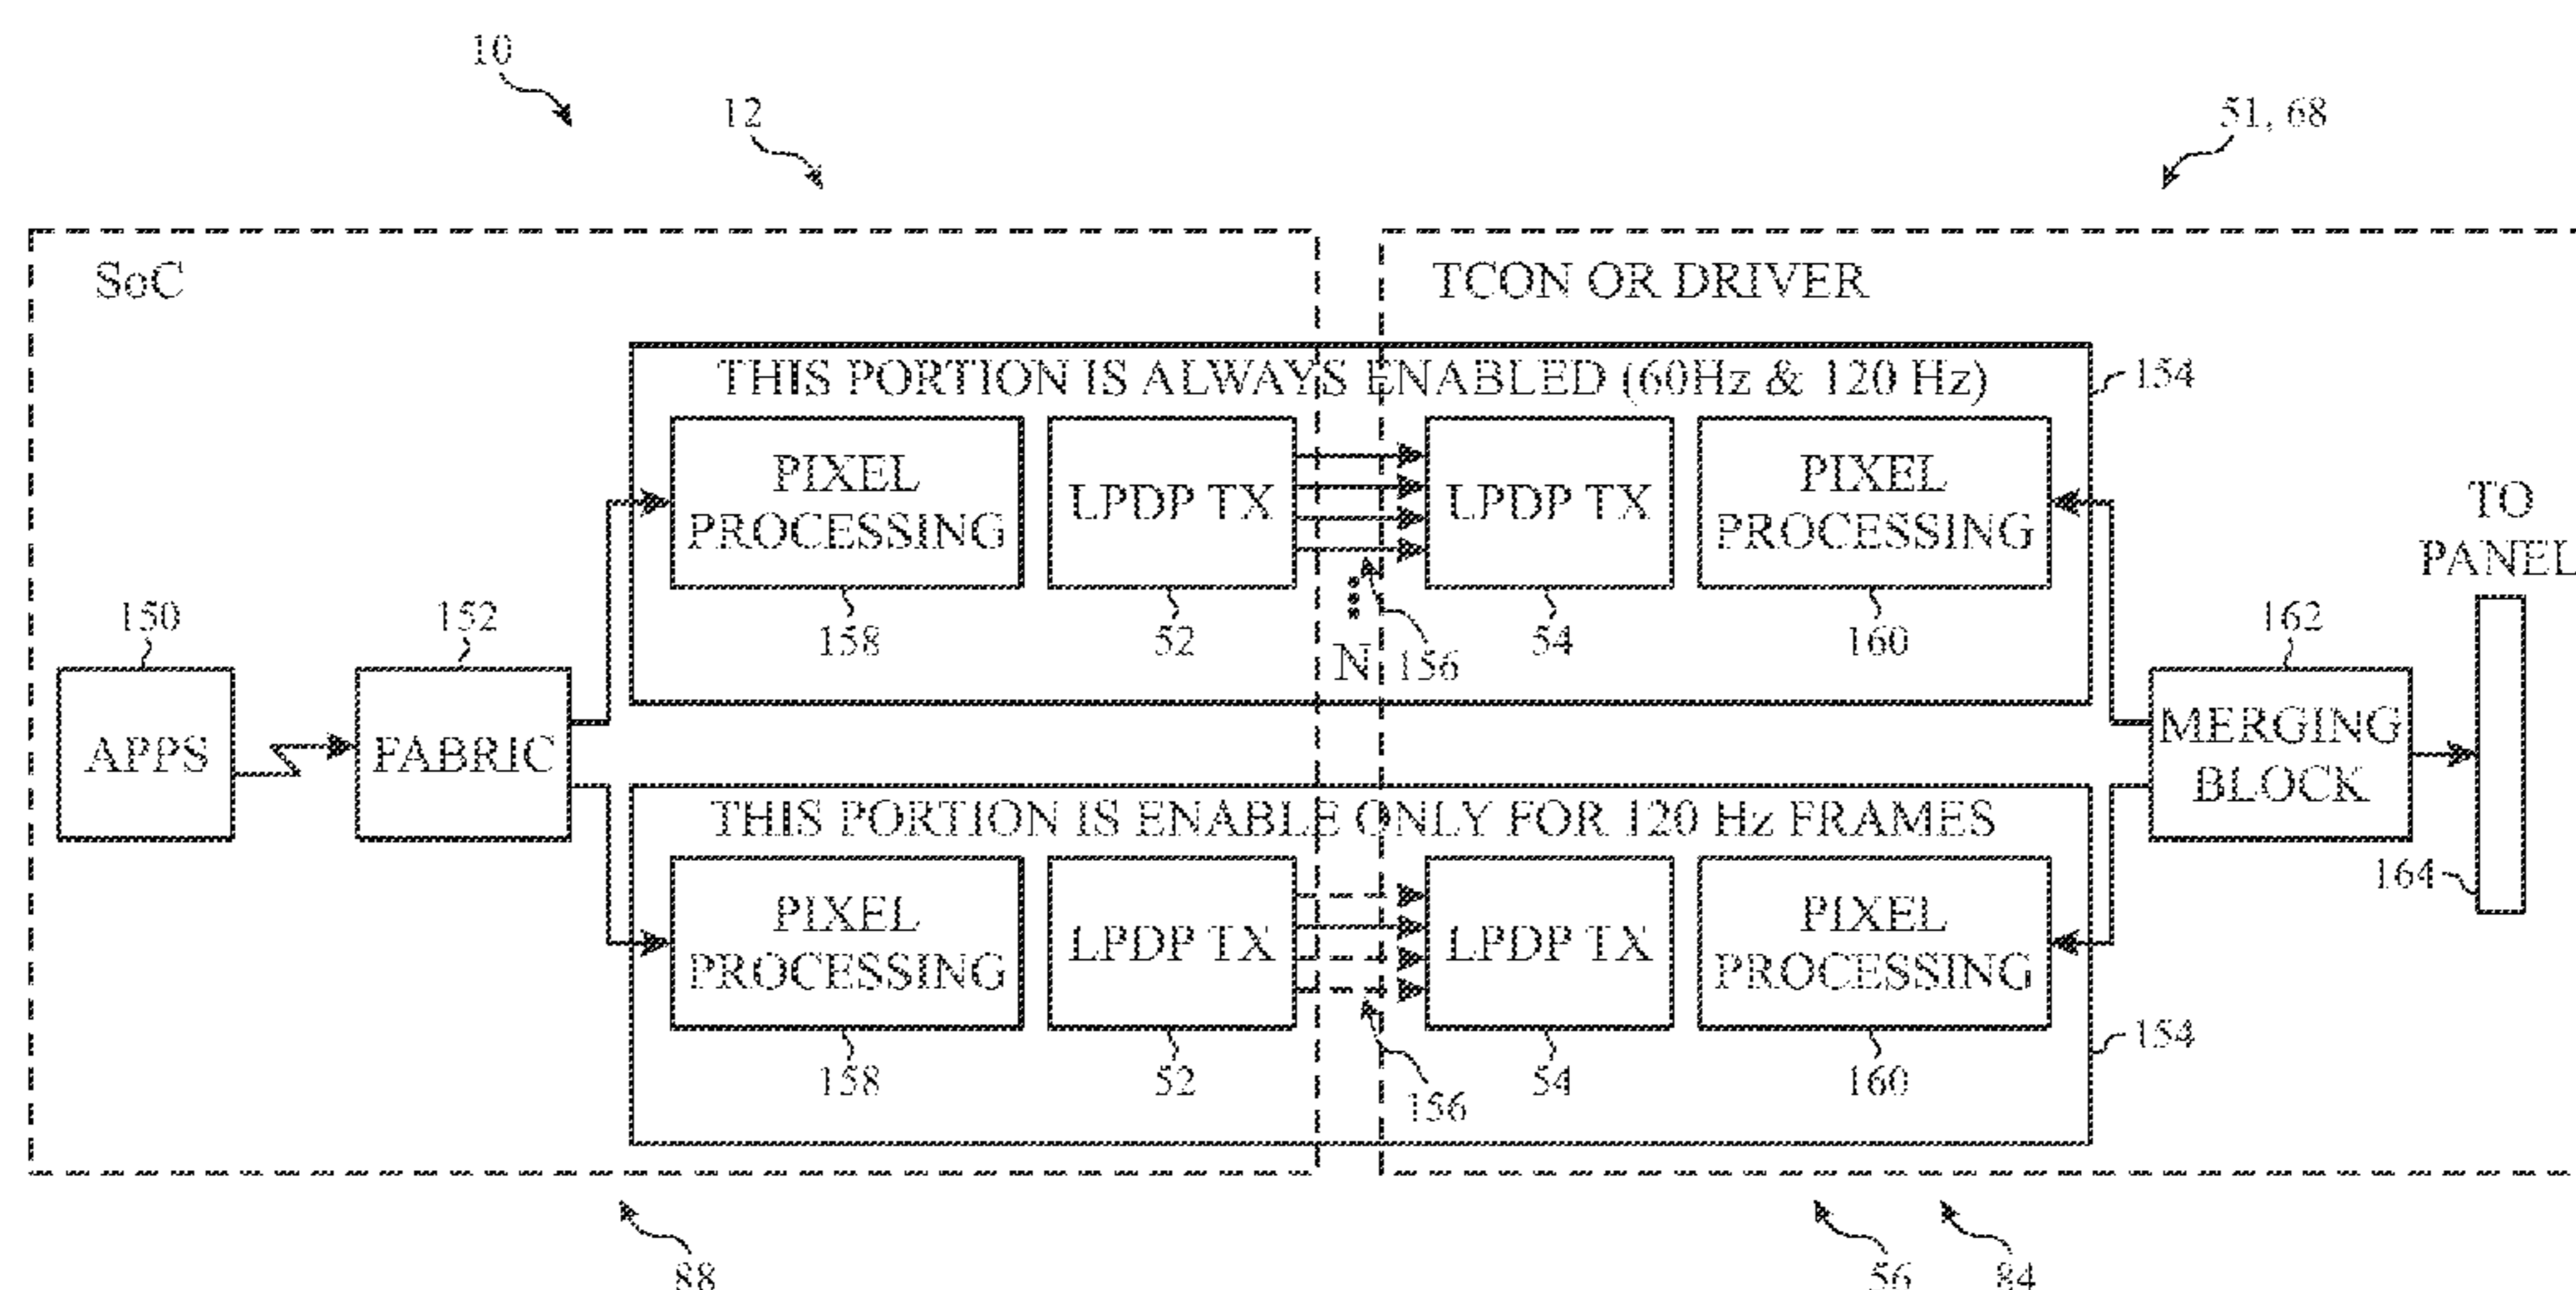 10
12
51, 68
SoC
TCON OR DRIVER
THIS PORTION IS ALWAYS ENABLED (60Hz & 120 Hz)
154
PIXEL
PROCESSING
LPDP TX
LPDP TX
PIXEL
PROCESSING
TO
PANEL
158
52
N
156
54
160
150
152
162
APPS
FABRIC
MERGING
BLOCK
THIS PORTION IS ENABLE ONLY FOR 120 Hz FRAMES
164
PIXEL
PROCESSING
LPDP TX
LPDP TX
PIXEL
PROCESSING
154
158
52
156
54
160
88
56
84